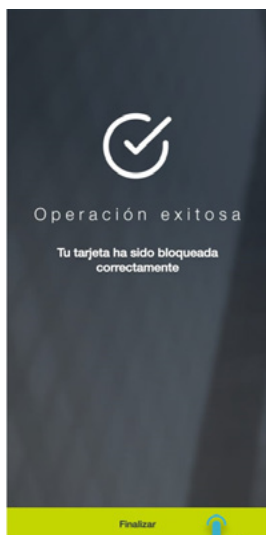 Operación exitosa
Tu tarjeta ha sido bloqueada
correctamente
Finalizar